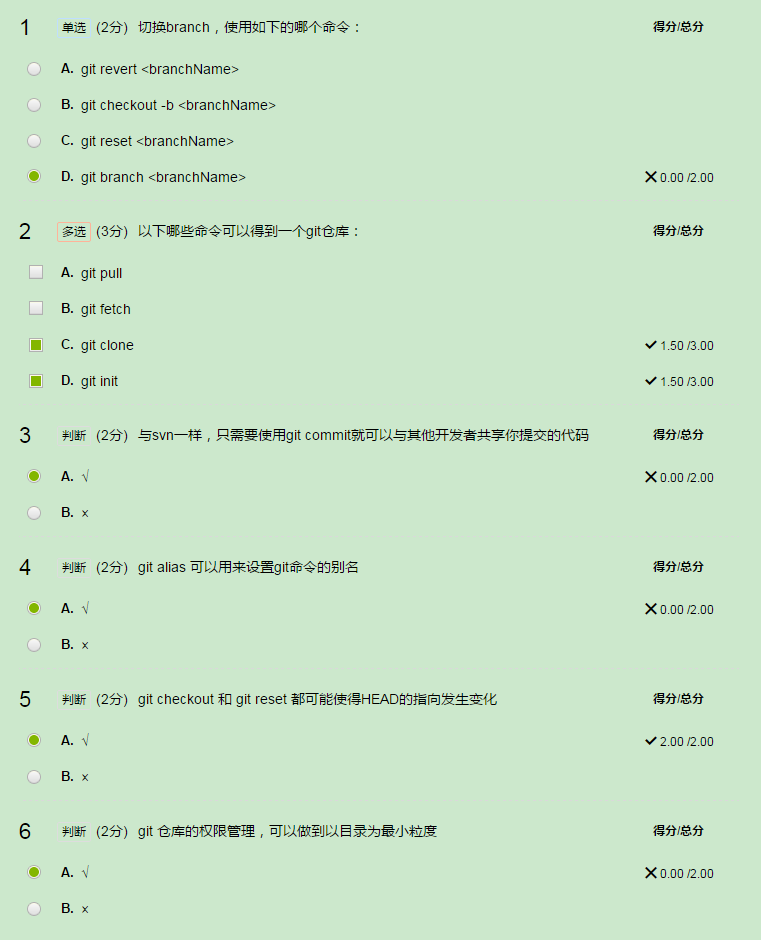 1 单选 (2分) 切换branch，使用如下的哪个命令： 得分/总分
A. git revert <branchName>
B. git checkout -b <branchName>
C. git reset <branchName>
D. git branch <branchName> 0.00 /2.00
2 多选 (3分) 以下哪些命令可以得到一个git仓库： 得分/总分
A. git pull
B. git fetch
C. git clone 1.50 /3.00
D. git init 1.50 /3.00
3 判断 (2分) 与svn一样，只需要使用git commit就可以与其他开发者共享你提交的代码 得分/总分
A. √ 0.00 /2.00
B. ×
4 判断 (2分) git alias 可以用来设置git命令的别名 得分/总分
A. √ 0.00 /2.00
B. ×
5 判断 (2分) git checkout 和 git reset 都可能使得HEAD的指向发生变化 得分/总分
A. √ 2.00 /2.00
B. ×
6 判断 (2分) git 仓库的权限管理，可以做到以目录为最小粒度 得分/总分
A. √ 0.00 /2.00
B. ×